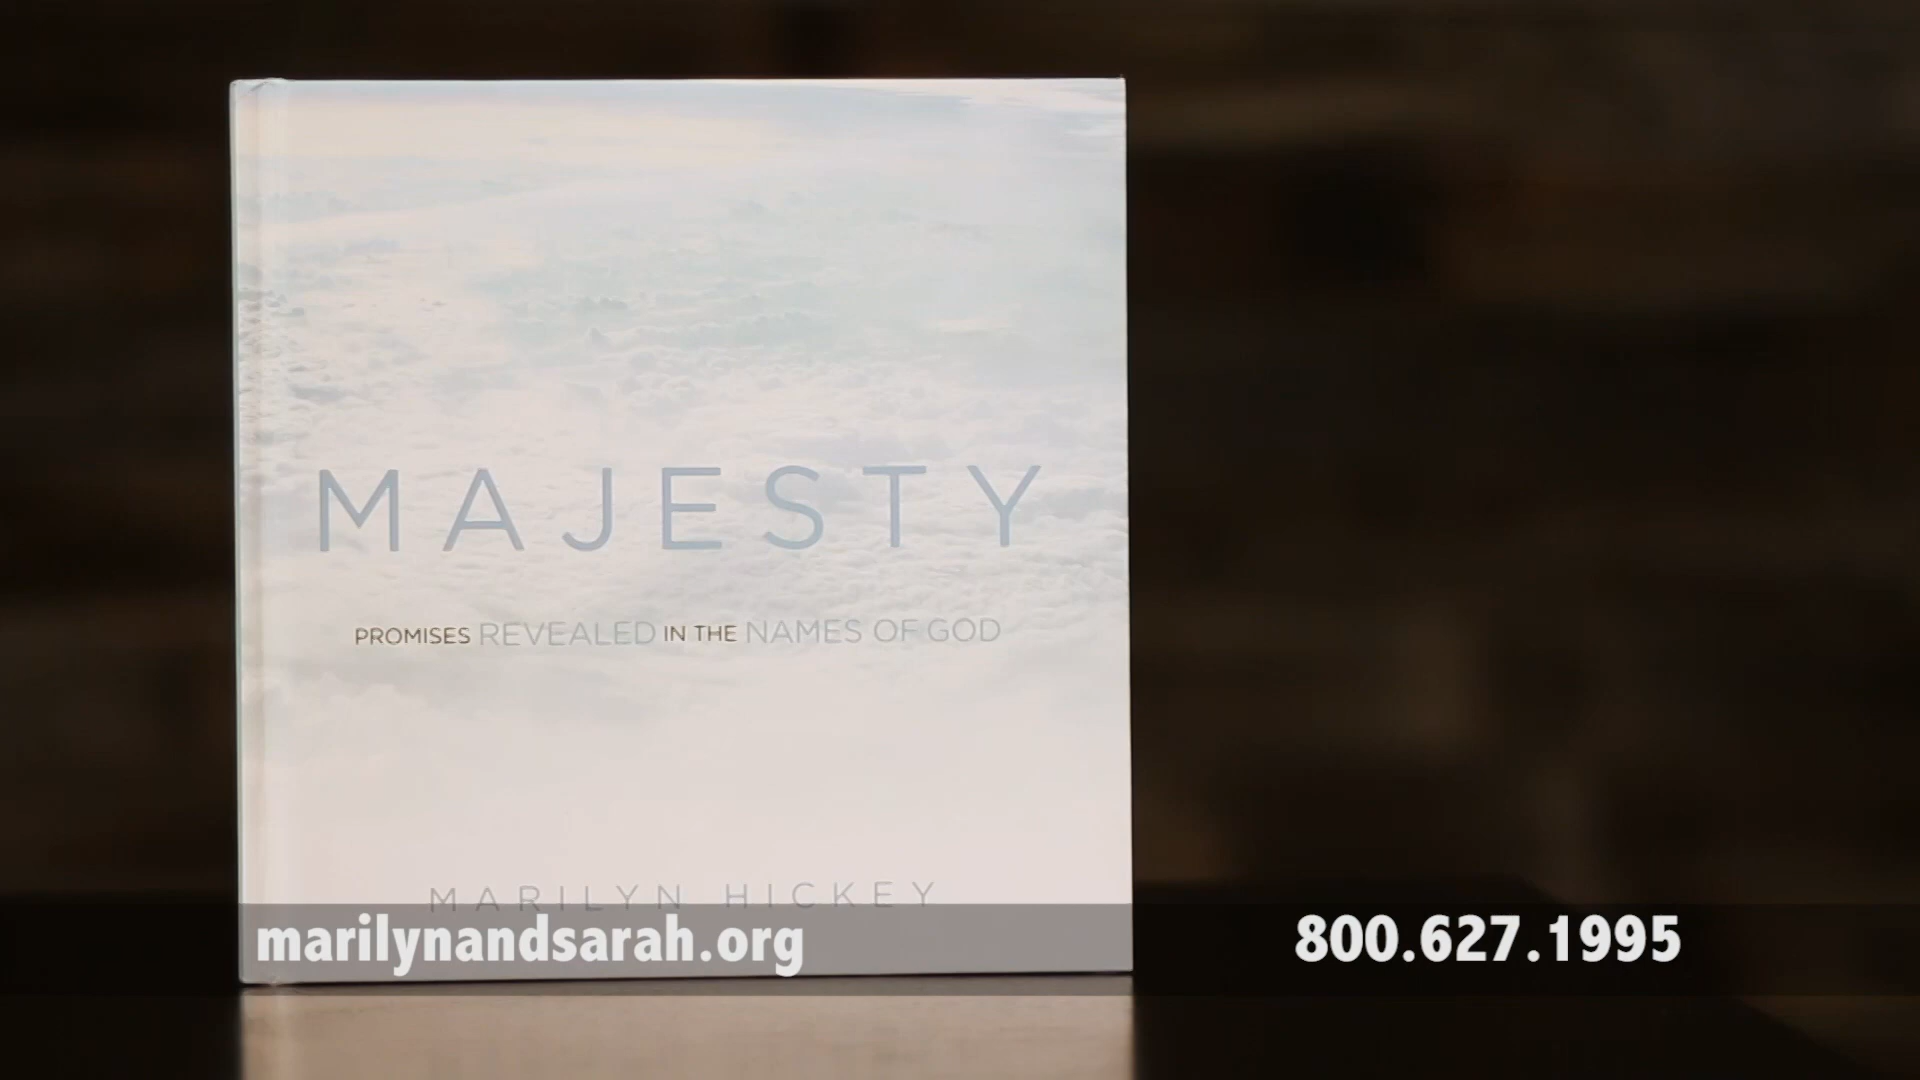 MAJESTY
PROMISES REVEALED IN THE NAMES OF GOD
MARILYN HICKEY
marilynandsarah.org
800.627.1995